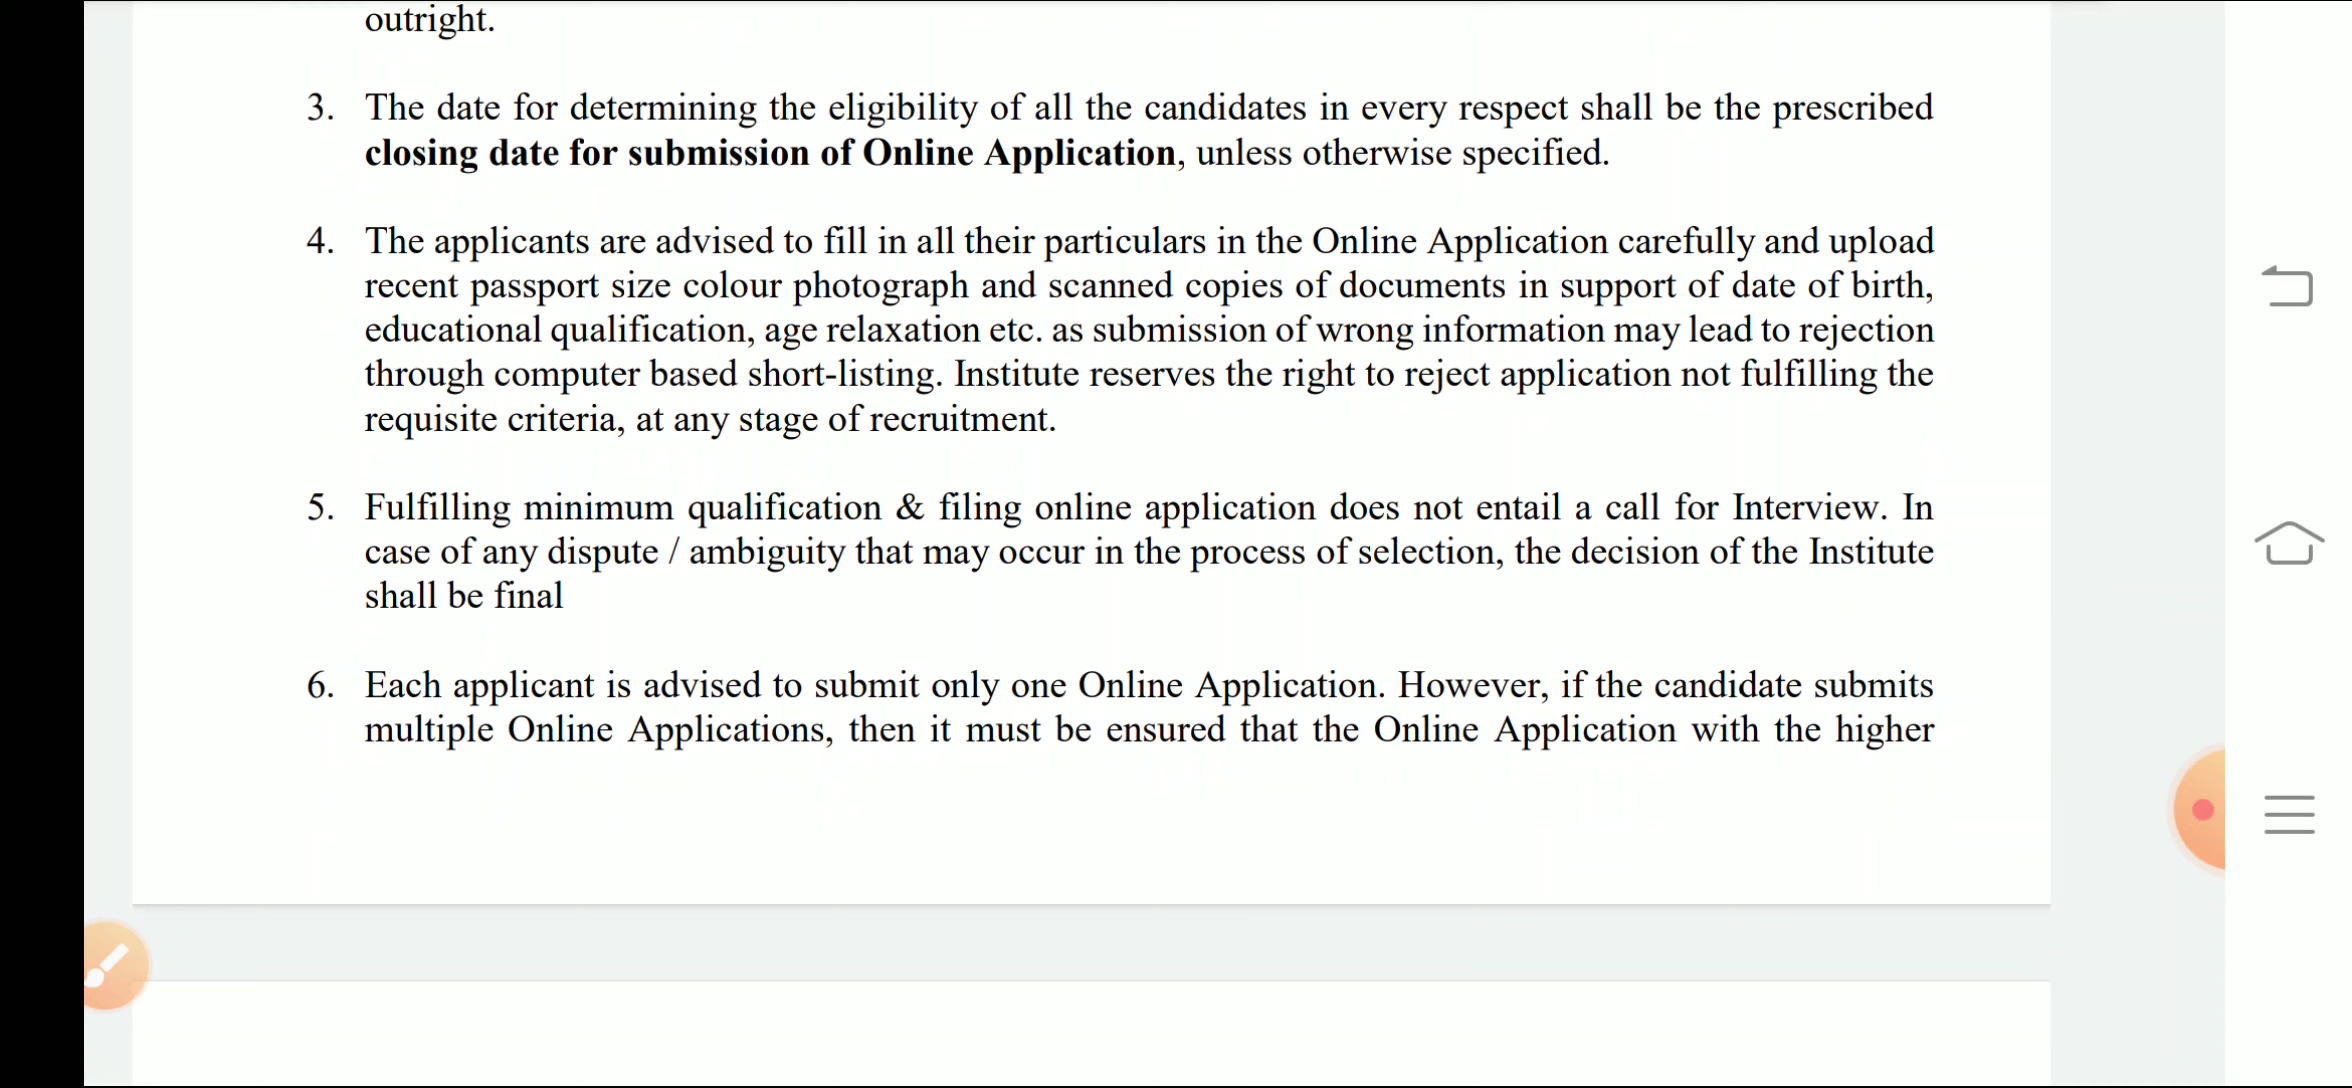 outright.
3. The date for determining the eligibility of all the candidates in every respect shall be the prescribed
closing date for submission of Online Application, unless otherwise specified.
4. The applicants are advised to fill in all their particulars in the Online Application carefully and upload
recent passport size colour photograph and scanned copies of documents in support of date of birth,
educational qualification, age relaxation etc. as submission of wrong information may lead to rejection
through computer based short-listing. Institute reserves the right to reject application not fulfilling the
requisite criteria, at any stage of recruitment.
5. Fulfilling minimum qualification & filing online application does not entail a call for Interview. In
case of any dispute / ambiguity that may occur in the process of selection, the decision of the Institute
shall be final
6. Each applicant is advised to submit only one Online Application. However, if the candidate submits
multiple Online Applications, then it must be ensured that the Online Application with the higher